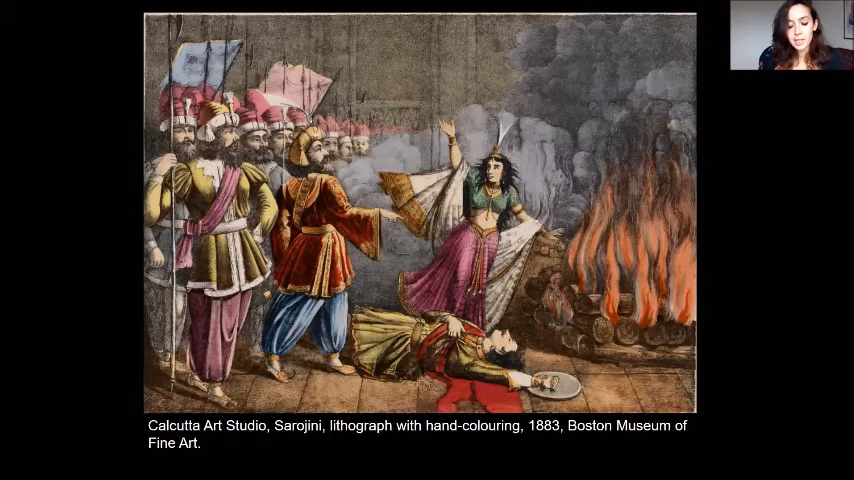 Calcutta Art Studio, Sarojini, lithograph with hand-colouring, 1883, Boston Museum of
Fine Art.